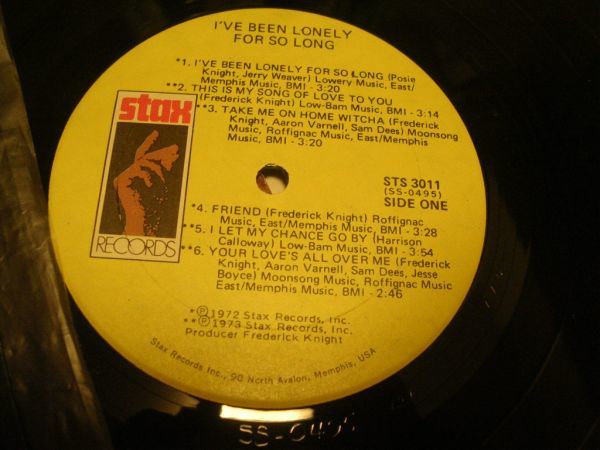 I'VE BEEN LONELY
FOR SO LONG
*1. I'VE BEEN LONELY FOR SO LONG (Posie
Knight, Jerry Weaver) Lowery Music, East/
Memphis Music, BMI - 3:20
**2. THIS IS MY SONG OF LOVE TO YOU
(Frederick Knight) Low-Bam Music, BMI - 3:14
**3. TAKE ME ON HOME WITCHA (Frederick
Knight, Aaron Varnell, Sam Dees) Moonsong
Music, Roffignac Music, East/Memphis
Music, BMI - 3:20
stax
RECORDS
STS 3011
(SS-0495)
SIDE ONE
*4. FRIEND (Frederick Knight) Roffignac
Music, East/Memphis Music, BMI - 3:28
**5. I LET MY CHANCE GO BY (Harrison
Calloway) Low-Bam Music, BMI - 3:54
**6. YOUR LOVE'S ALL OVER ME (Frederick
Knight, Aaron Varnell, Sam Dees, Jesse
Boyce) Moonsong Music, Roffignac Music
East/Memphis Music, BMI - 2:46
*℗1972 Stax Records, Inc.
**℗1973 Stax Records, Inc.
Producer Frederick Knight
Stax Records Inc., 98 North Avalon, Memphis, USA
SS-0495